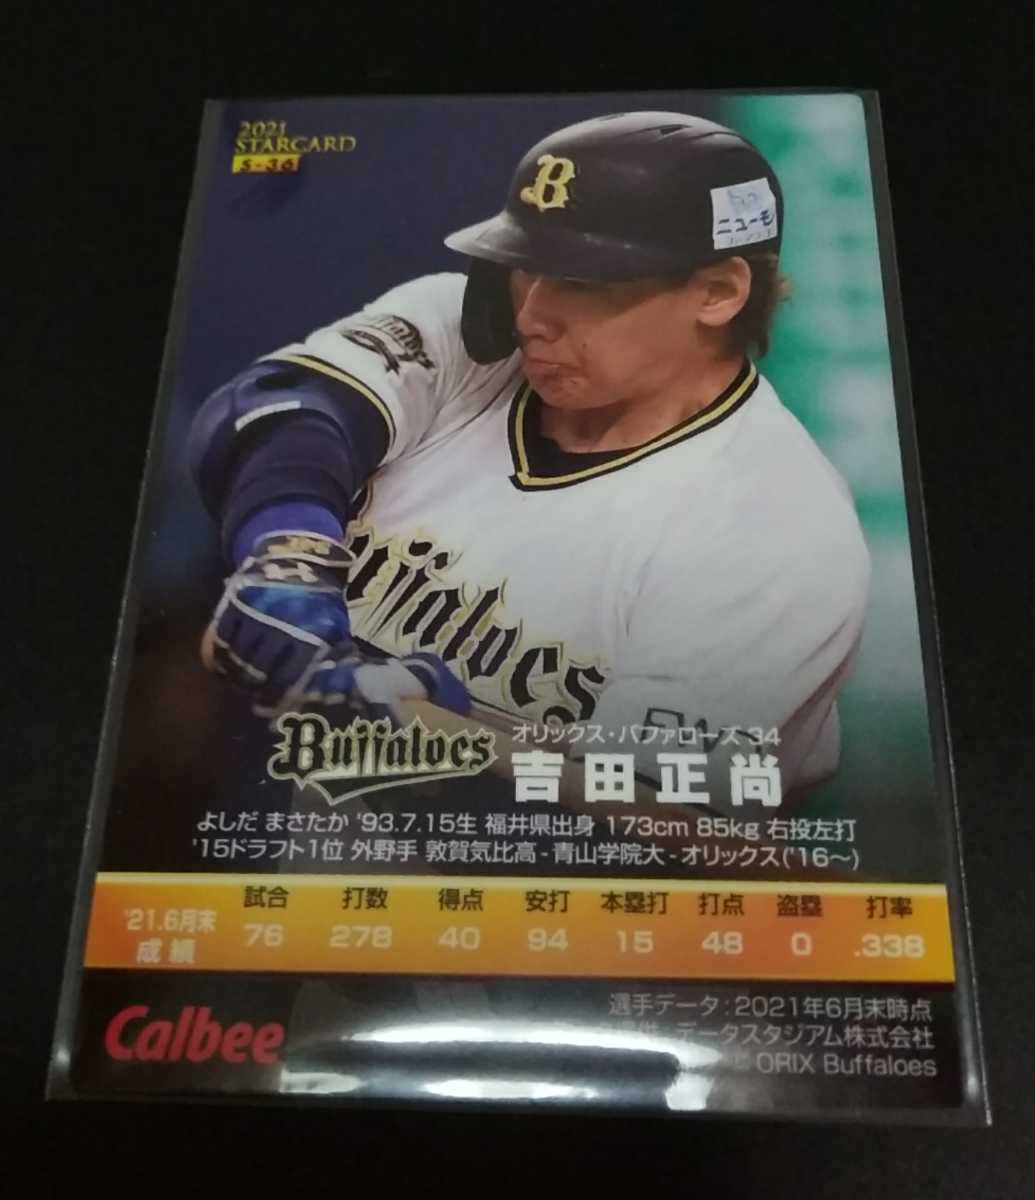 2021
STARCARD
S-36
B
ニューモ
Buffaloes
Buffaloes
Buffaloes
オリックス・バファローズ 34
吉田正尚
よしだ まさたか '93.7.15生 福井県出身 173cm 85kg 右投左打
'15ドラフト1位 外野手 敦賀気比高 - 青山学院大 - オリックス('16～)
試合 打数 得点 安打 本塁打 打点 盗塁 打率
'21.6月末
成績 76 278 40 94 15 48 0 .338
Calbee
選手データ：2021年6月末時点
提供：データスタジアム株式会社
© ORIX Buffaloes